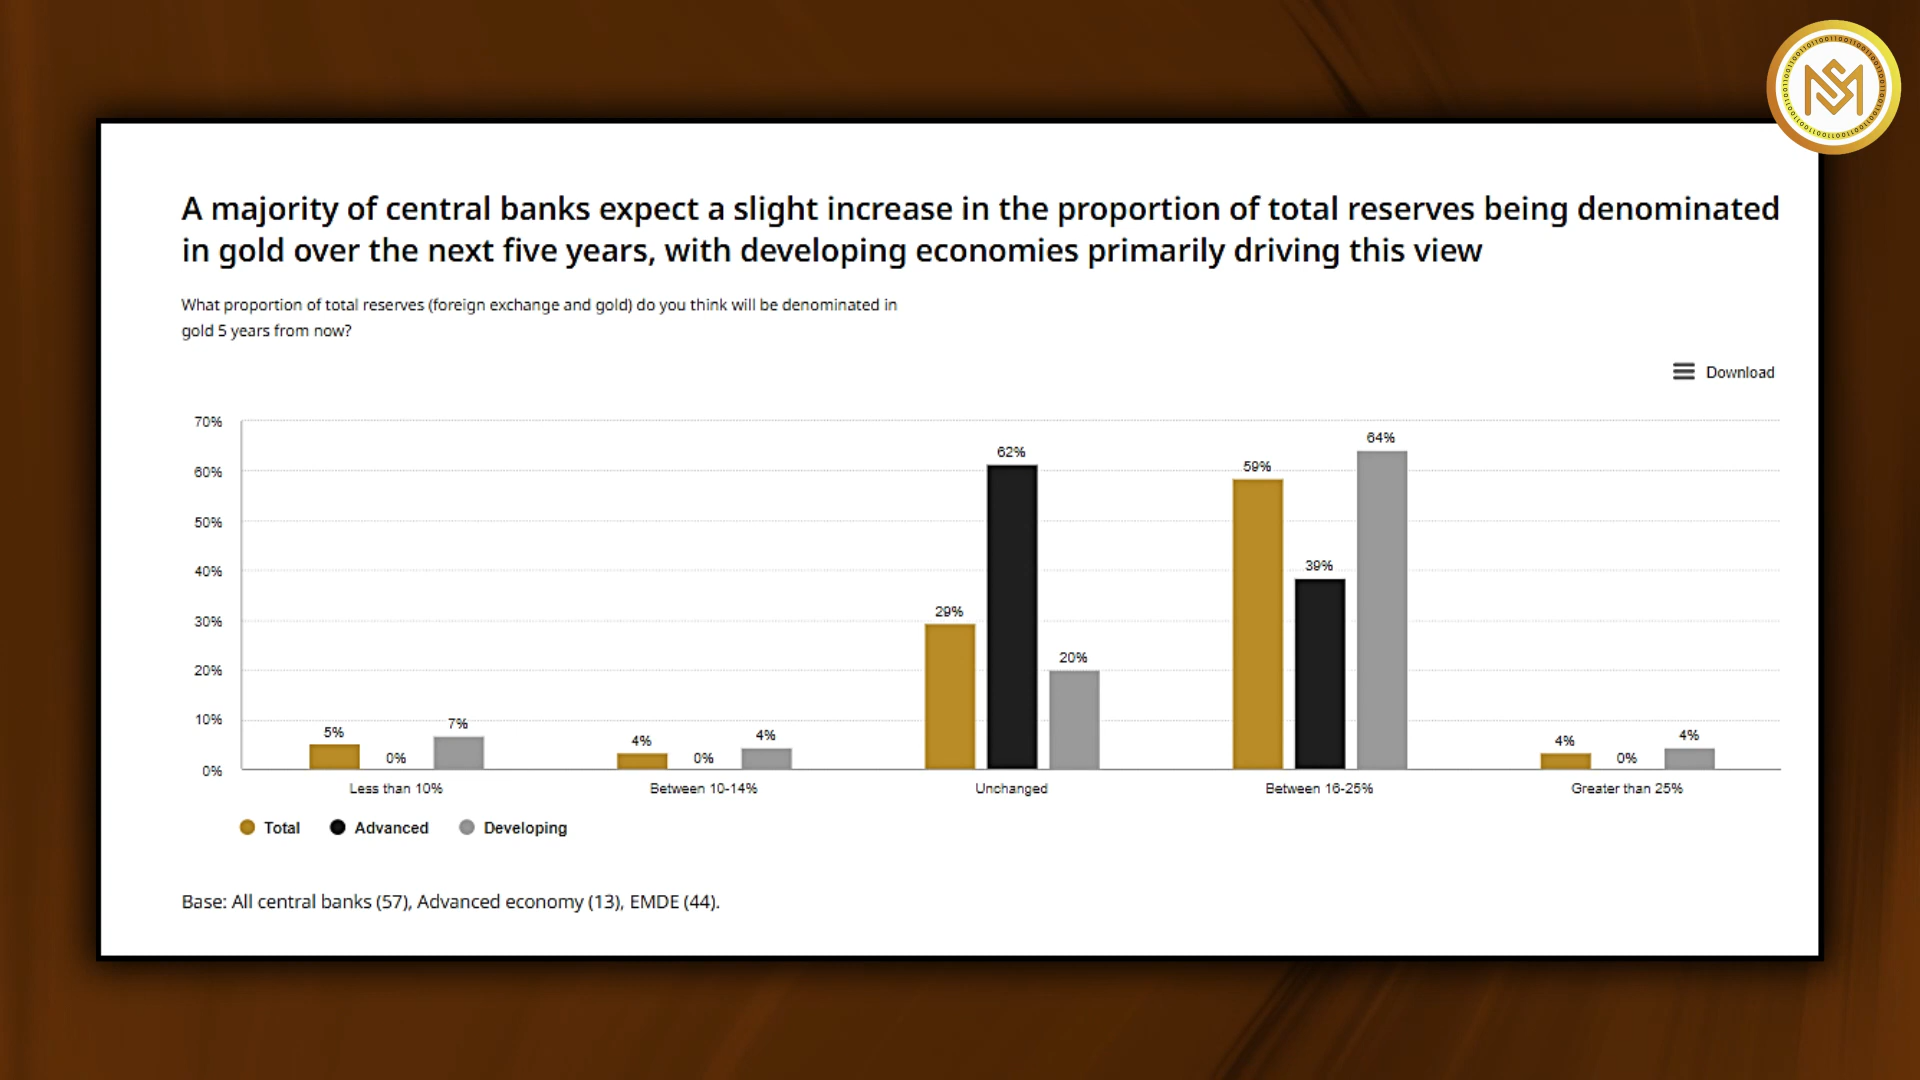 A majority of central banks expect a slight increase in the proportion of total reserves being denominated
in gold over the next five years, with developing economies primarily driving this view
What proportion of total reserves (foreign exchange and gold) do you think will be denominated in
gold 5 years from now?
Download
70%
60%
50%
40%
30%
20%
10%
0%
5%
0%
7%
4%
0%
4%
29%
62%
20%
59%
39%
64%
4%
0%
4%
Less than 10%
Between 10-14%
Unchanged
Between 16-25%
Greater than 25%
Total
Advanced
Developing
Base: All central banks (57), Advanced economy (13), EMDE (44).